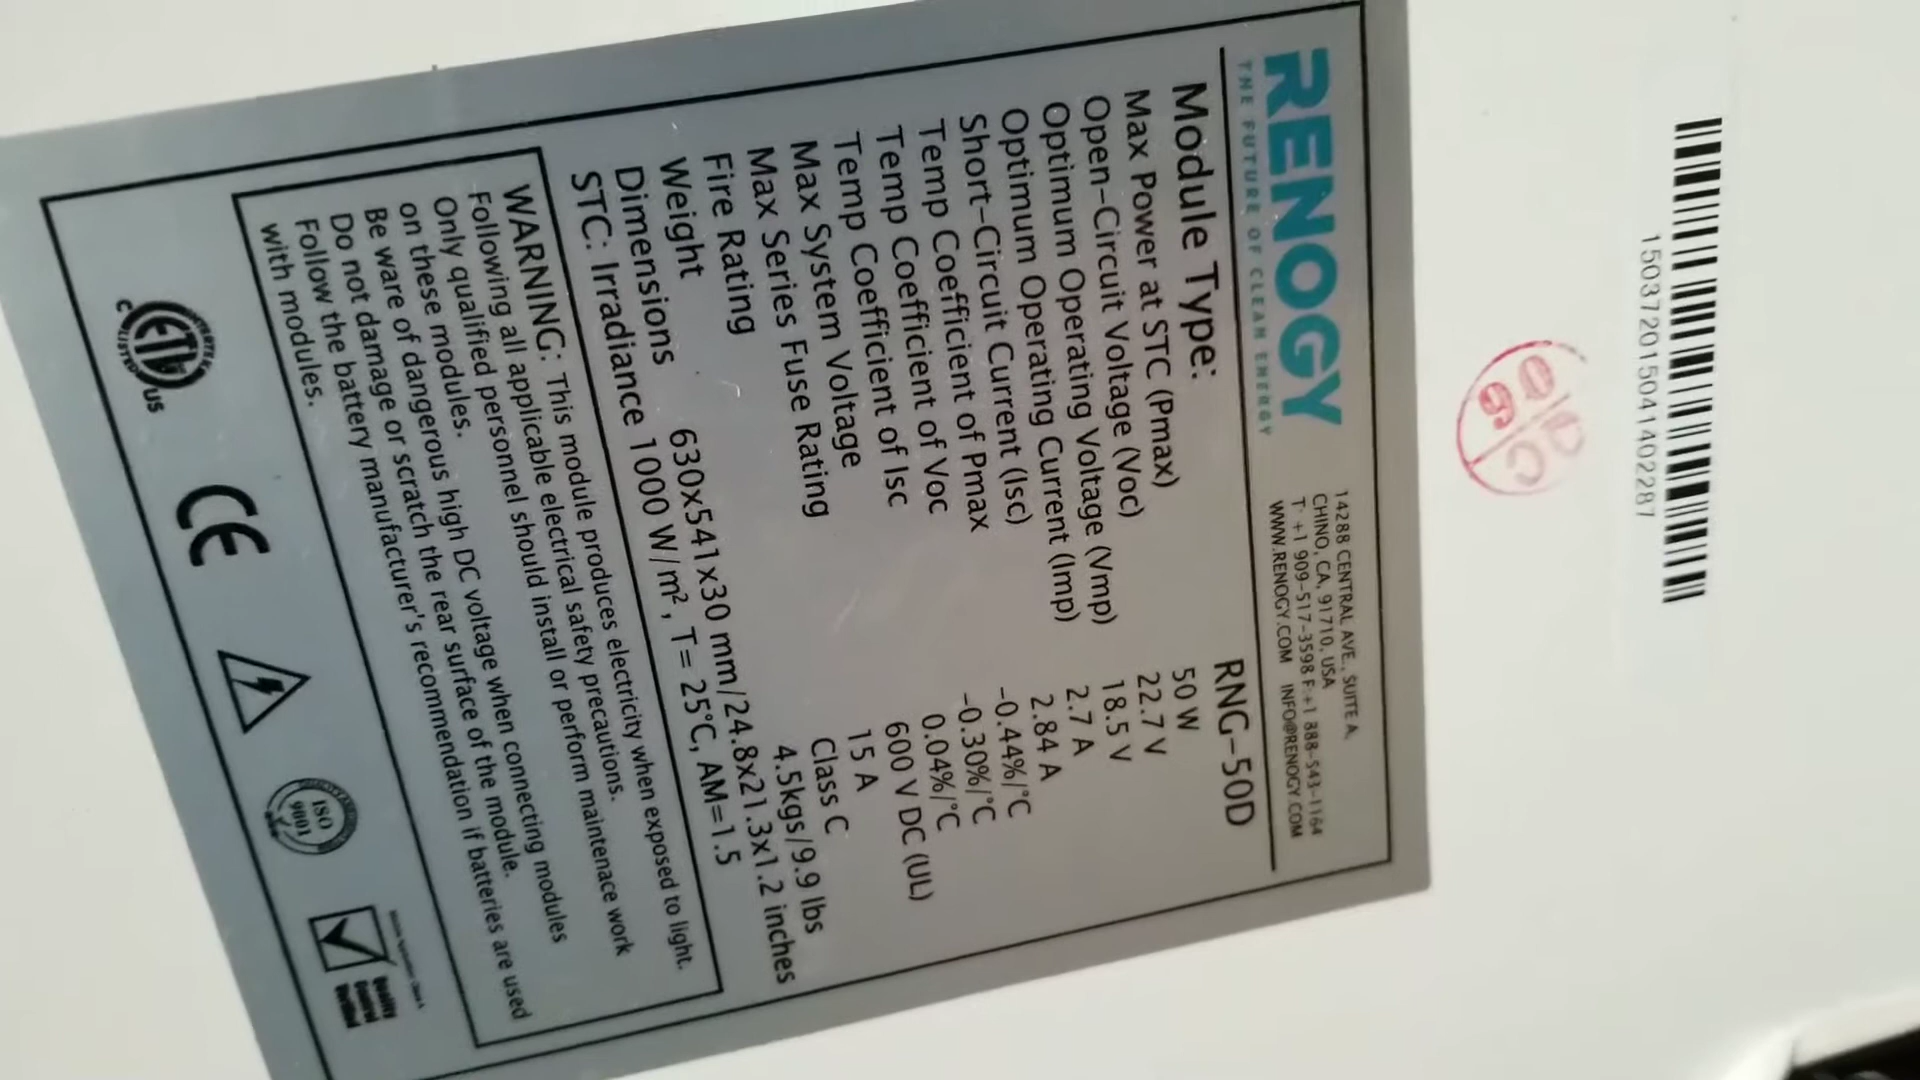 150372015041402287
RENOGY
THE FUTURE OF CLEAN ENERGY
14288 CENTRAL AVE., SUITE A,
CHINO, CA, 91710, USA
T: +1 909-517-3598 F:+1 888-543-1164
WWW.RENOGY.COM INFO@RENOGY.COM
Module Type: RNG-50D
Max Power at STC (Pmax) 50 W
Open-Circuit Voltage (Voc) 22.7 V
Optimum Operating Voltage (Vmp) 18.5 V
Optimum Operating Current (Imp) 2.7 A
Short-Circuit Current (Isc) 2.84 A
Temp Coefficient of Pmax -0.44%/°C
Temp Coefficient of Voc -0.30%/°C
Temp Coefficient of Isc 0.04%/°C
Max System Voltage 600 V DC (UL)
Max Series Fuse Rating 15 A
Fire Rating Class C
Weight 4.5kgs/9.9 lbs
Dimensions 630x541x30 mm/24.8x21.3x1.2 inches
STC: Irradiance 1000 W/m², T= 25°C, AM=1.5
WARNING: This module produces electricity when exposed to light.
Following all applicable electrical safety precautions.
Only qualified personnel should install or perform maintenace work
on these modules.
Be ware of dangerous high DC voltage when connecting modules
Do not damage or scratch the rear surface of the module.
Follow the battery manufacturer's recommendation if batteries are used
with modules.
C ETL US
LISTED
CE
ISO
9001
Quality
Control
Verified